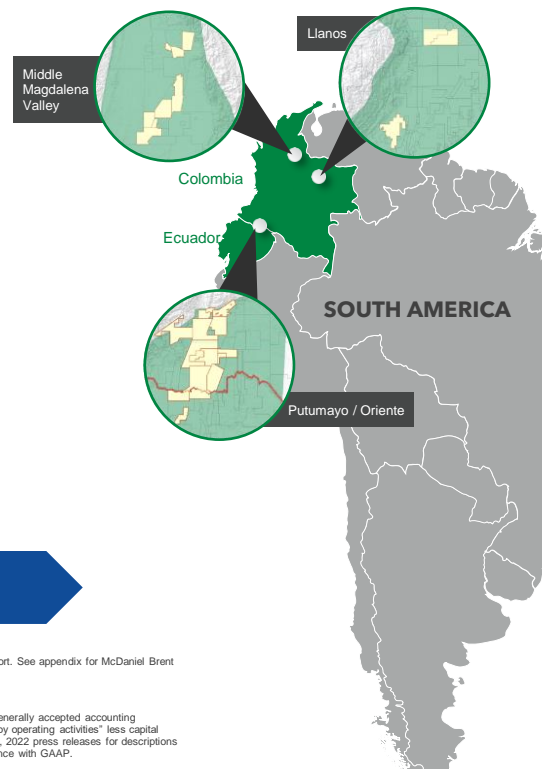 Llanos
Middle
Magdalena
Valley
Colombia
Ecuador
SOUTH AMERICA
Putumayo / Oriente
ort. See appendix for McDaniel Brent
enerally accepted accounting
by operating activities" less capital
, 2022 press releases for descriptions
nce with GAAP.